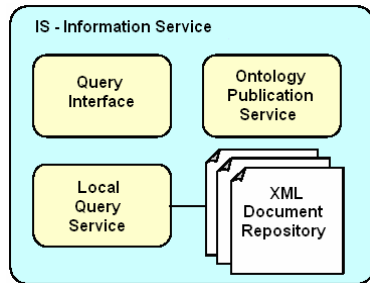 IS - Information Service
Query
Interface
Ontology
Publication
Service
Local
Query
Service
XML
Document
Repository